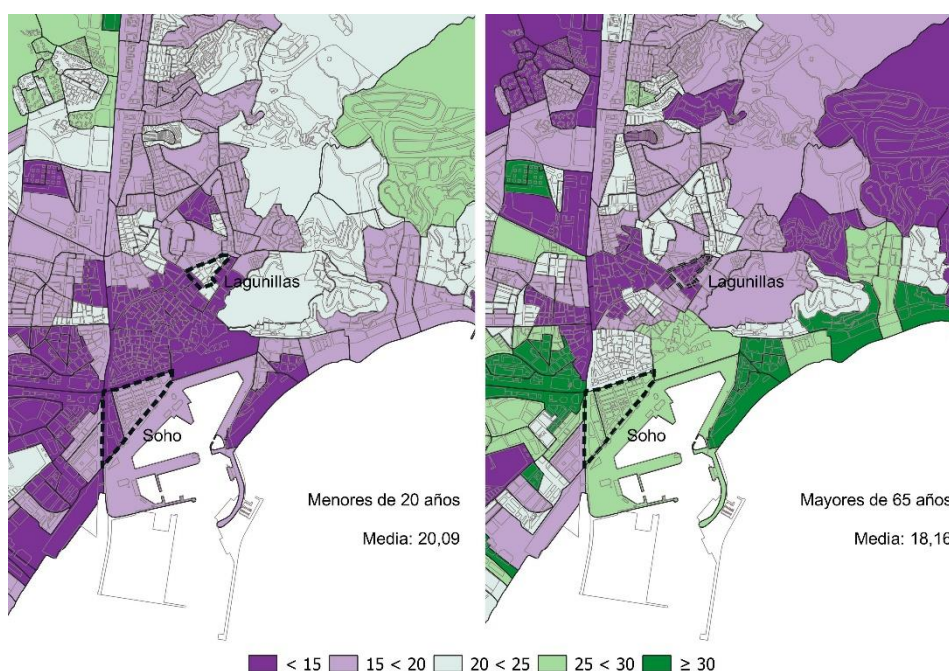 Lagunillas
Soho
Menores de 20 años
Media: 20,09
Lagunillas
Soho
Mayores de 65 años
Media: 18,16
< 15 15 < 20 20 < 25 25 < 30 ≥ 30